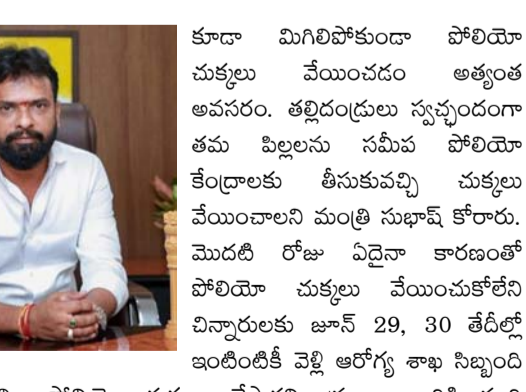 కూడా మిగిలిపోకుండా పోలియో
చుక్కలు వేయించడం అత్యంత
అవసరం. తల్లిదండ్రులు స్వచ్ఛందంగా
తమ పిల్లలను సమీప పోలియో
కేంద్రాలకు తీసుకువచ్చి చుక్కలు
వేయించాలని మంత్రి సుభాష్ కోరారు.
మొదటి రోజు ఏదైనా కారణంతో
పోలియో చుక్కలు వేయించుకోలేని
చిన్నారులకు జూన్ 29, 30 తేదీల్లో
ఇంటింటికీ వెళ్లి ఆరోగ్య శాఖ సిబ్బంది